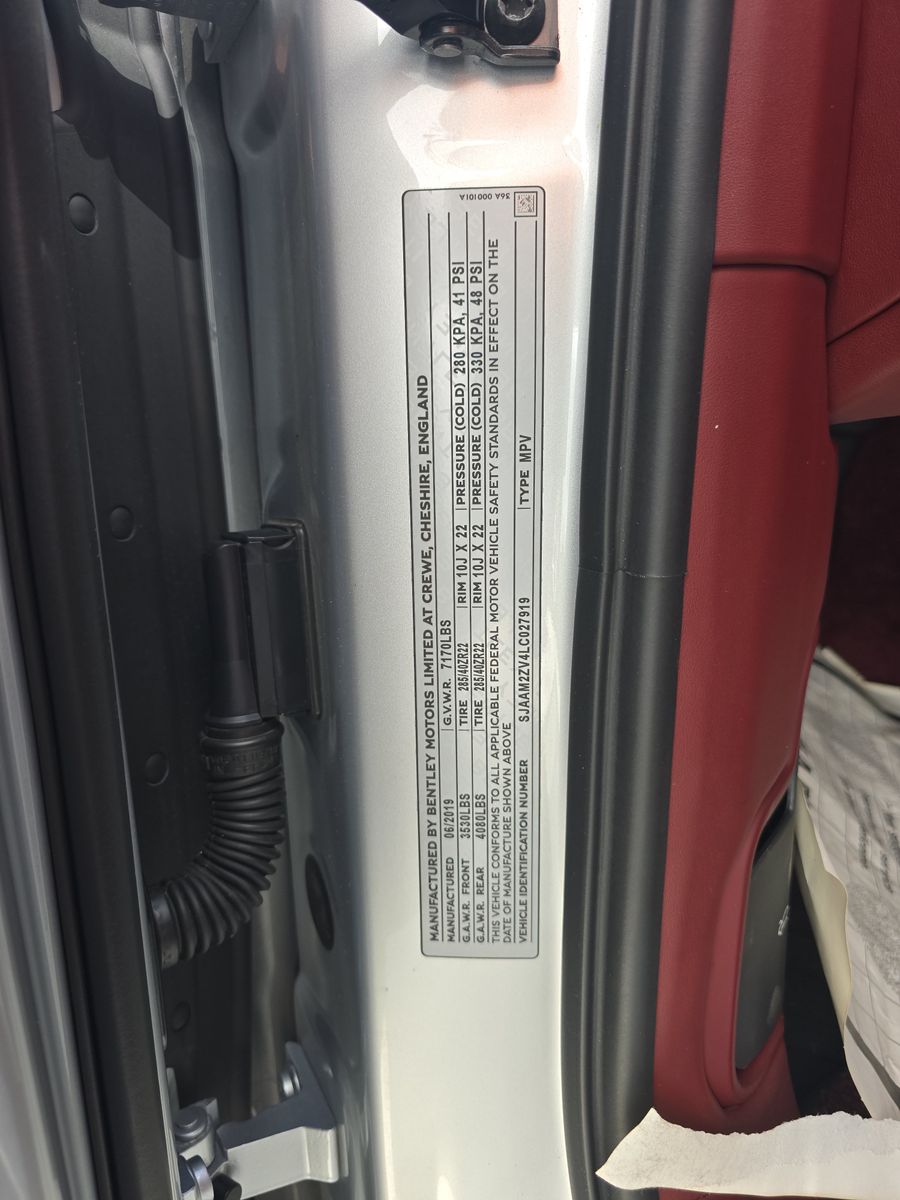 MANUFACTURED BY BENTLEY MOTORS LIMITED AT CREWE, CHESHIRE, ENGLAND
MANUFACTURED 06/2019 G.V.W.R. 7170LBS
G.A.W.R. FRONT 3530LBS TIRE 285/40ZR22 RIM 10J X 22 PRESSURE (COLD) 280 KPA, 41 PSI
G.A.W.R. REAR 4080LBS TIRE 285/40ZR22 RIM 10J X 22 PRESSURE (COLD) 330 KPA, 48 PSI
THIS VEHICLE CONFORMS TO ALL APPLICABLE FEDERAL MOTOR VEHICLE SAFETY STANDARDS IN EFFECT ON THE
DATE OF MANUFACTURE SHOWN ABOVE
VEHICLE IDENTIFICATION NUMBER SJAAM2ZV4LC027919 TYPE MPV
36A 000101A